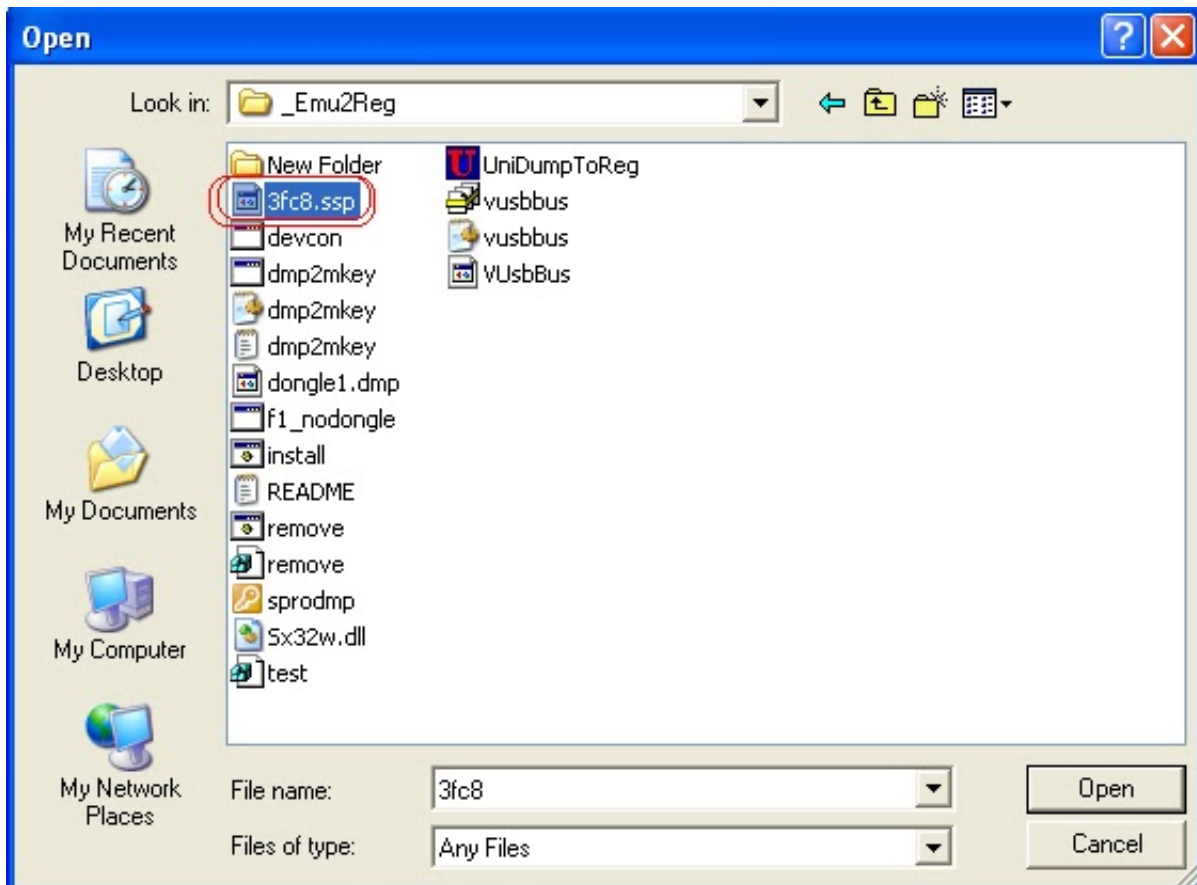 Open
Look in:
_Emu2Reg
My Recent
Documents
Desktop
My Documents
My Computer
My Network
Places
New Folder
3fc8.ssp
devcon
dmp2mkey
dmp2mkey
dmp2mkey
dongle1.dmp
f1_nodongle
install
README
remove
remove
sprodmp
Sx32w.dll
test
UniDumpToReg
vusbbus
vusbbus
VUsbBus
File name:
3fc8
Open
Files of type:
Any Files
Cancel